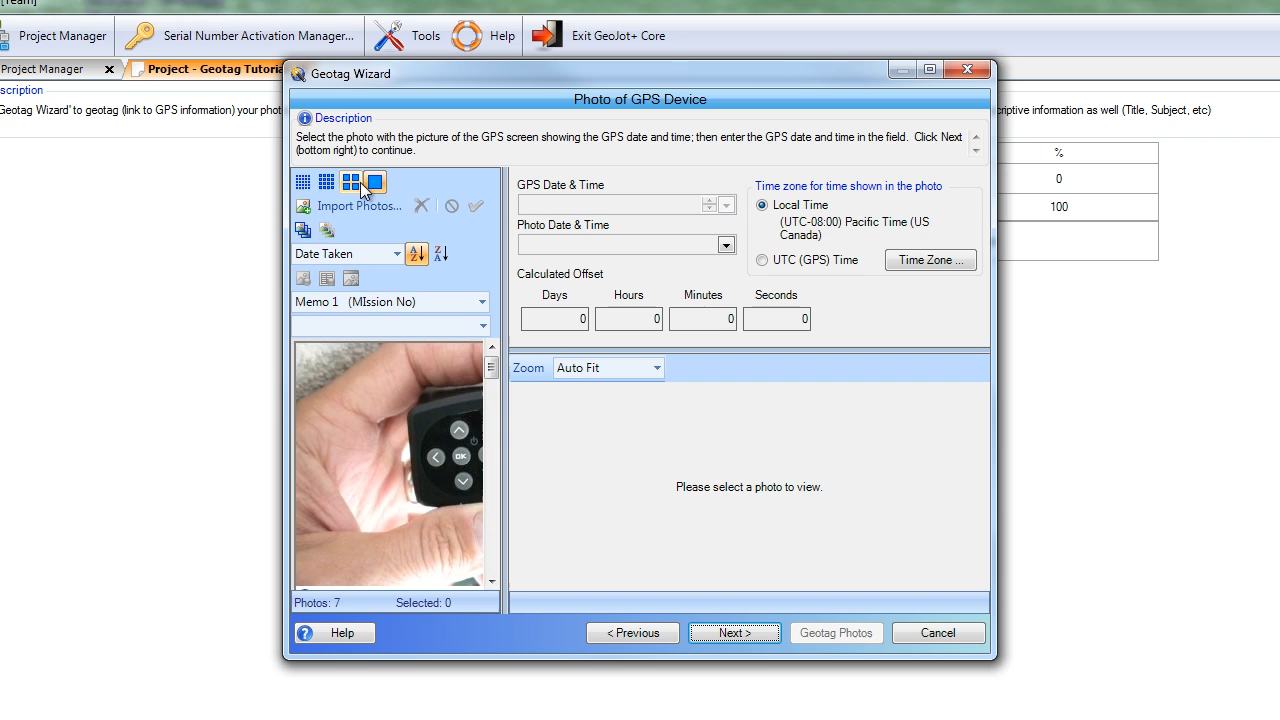 [Team]
Project Manager
Serial Number Activation Manager...
Tools
Help
Exit GeoJot+ Core
Project Manager
Project - Geotag Tutoria
scription
Geotag Wizard' to geotag (link to GPS infomation) your phot
criptive information as well (Title, Subject, etc)
%
0
100
Geotag Wizard
Photo of GPS Device
Description
Select the photo with the picture of the GPS screen showing the GPS date and time; then enter the GPS date and time in the field. Click Next
(bottom right) to continue.
Import Photos...
Date Taken
A
Z
Z
A
Memo 1 (MIssion No)
OK
Photos: 7
Selected: 0
GPS Date & Time
Photo Date & Time
Calculated Offset
Days
Hours
Minutes
Seconds
0
0
0
0
Time zone for time shown in the photo
Local Time
(UTC-08:00) Pacific Time (US
Canada)
UTC (GPS) Time
Time Zone ...
Zoom
Auto Fit
Please select a photo to view.
Help
< Previous
Next >
Geotag Photos
Cancel